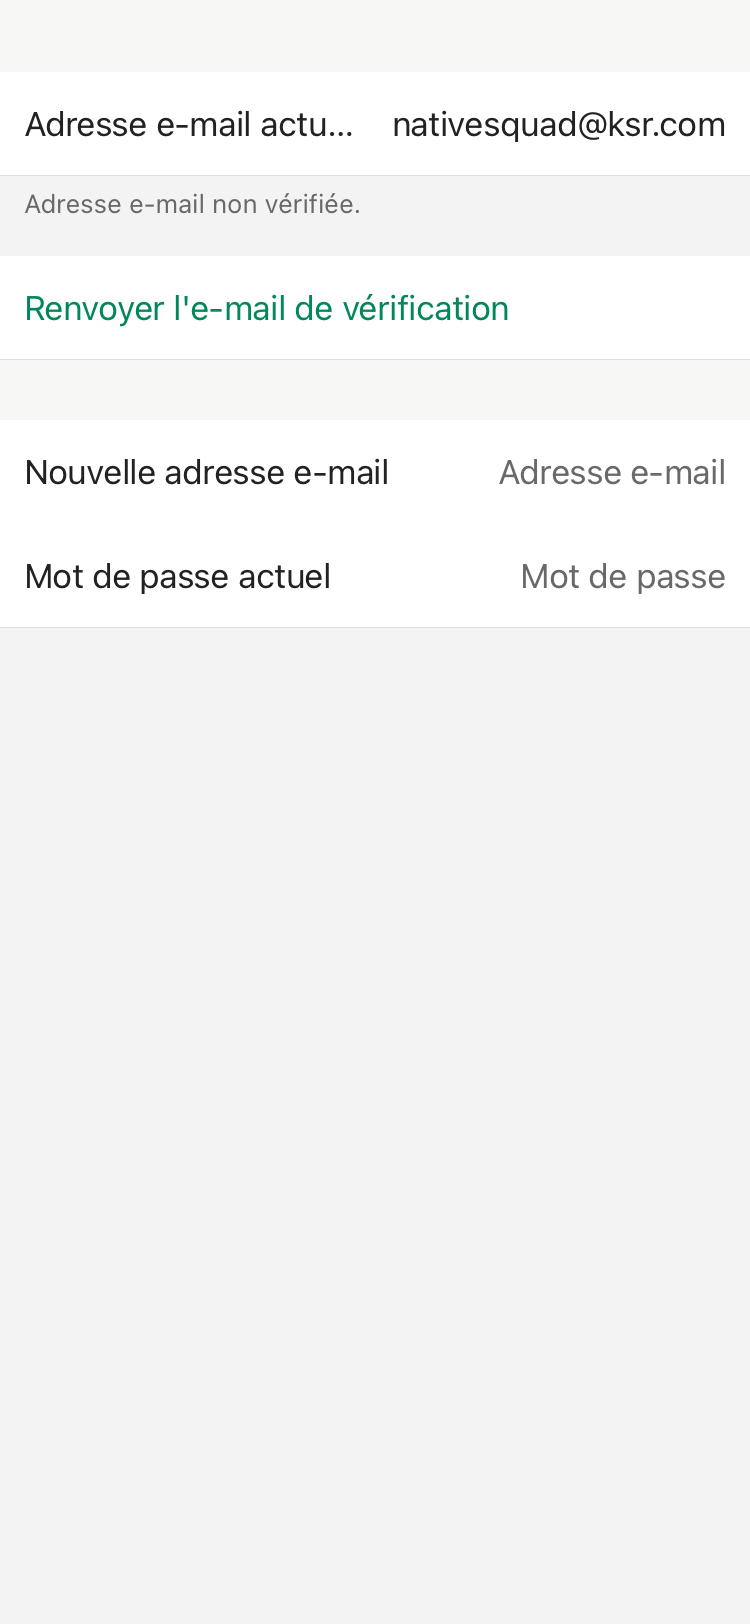 Adresse e-mail actu... nativesquad@ksr.com
Adresse e-mail non vérifiée.
Renvoyer l'e-mail de vérification
Nouvelle adresse e-mail Adresse e-mail
Mot de passe actuel Mot de passe